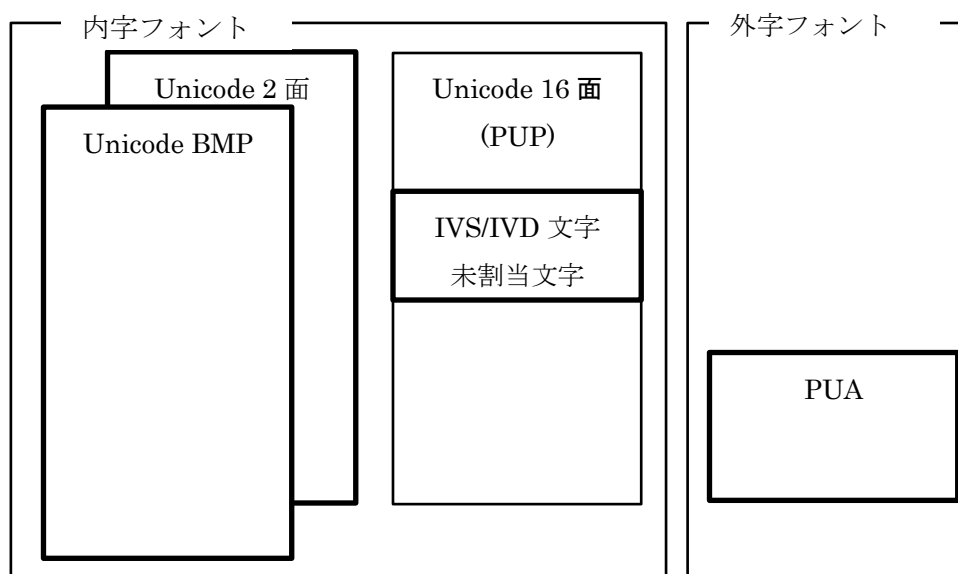 内字フォント
外字フォント
Unicode 2 面
Unicode BMP
Unicode 16 面
(PUP)
IVS/IVD 文字
未割当文字
PUA